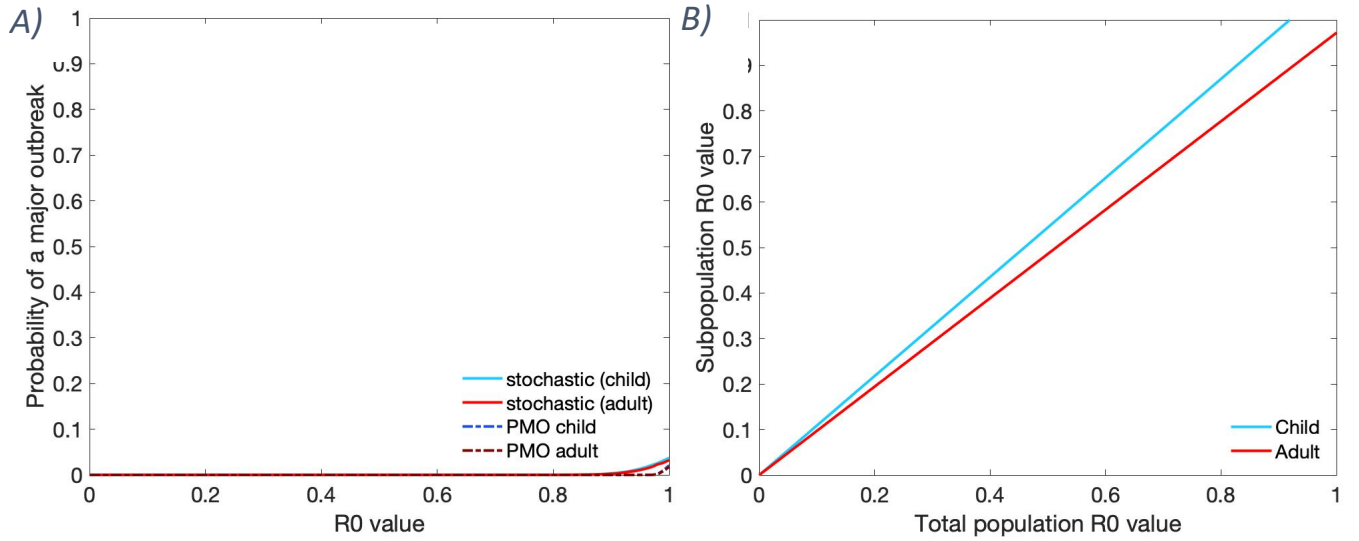 A)
Probability of a major outbreak
1
0.9
0.8
0.7
0.6
0.5
0.4
0.3
0.2
0.1
0
0 0.2 0.4 0.6 0.8 1
R0 value
stochastic (child)
stochastic (adult)
PMO child
PMO adult
B)
Subpopulation R0 value
0.8
0.7
0.6
0.5
0.4
0.3
0.2
0.1
0
0 0.2 0.4 0.6 0.8 1
Total population R0 value
Child
Adult